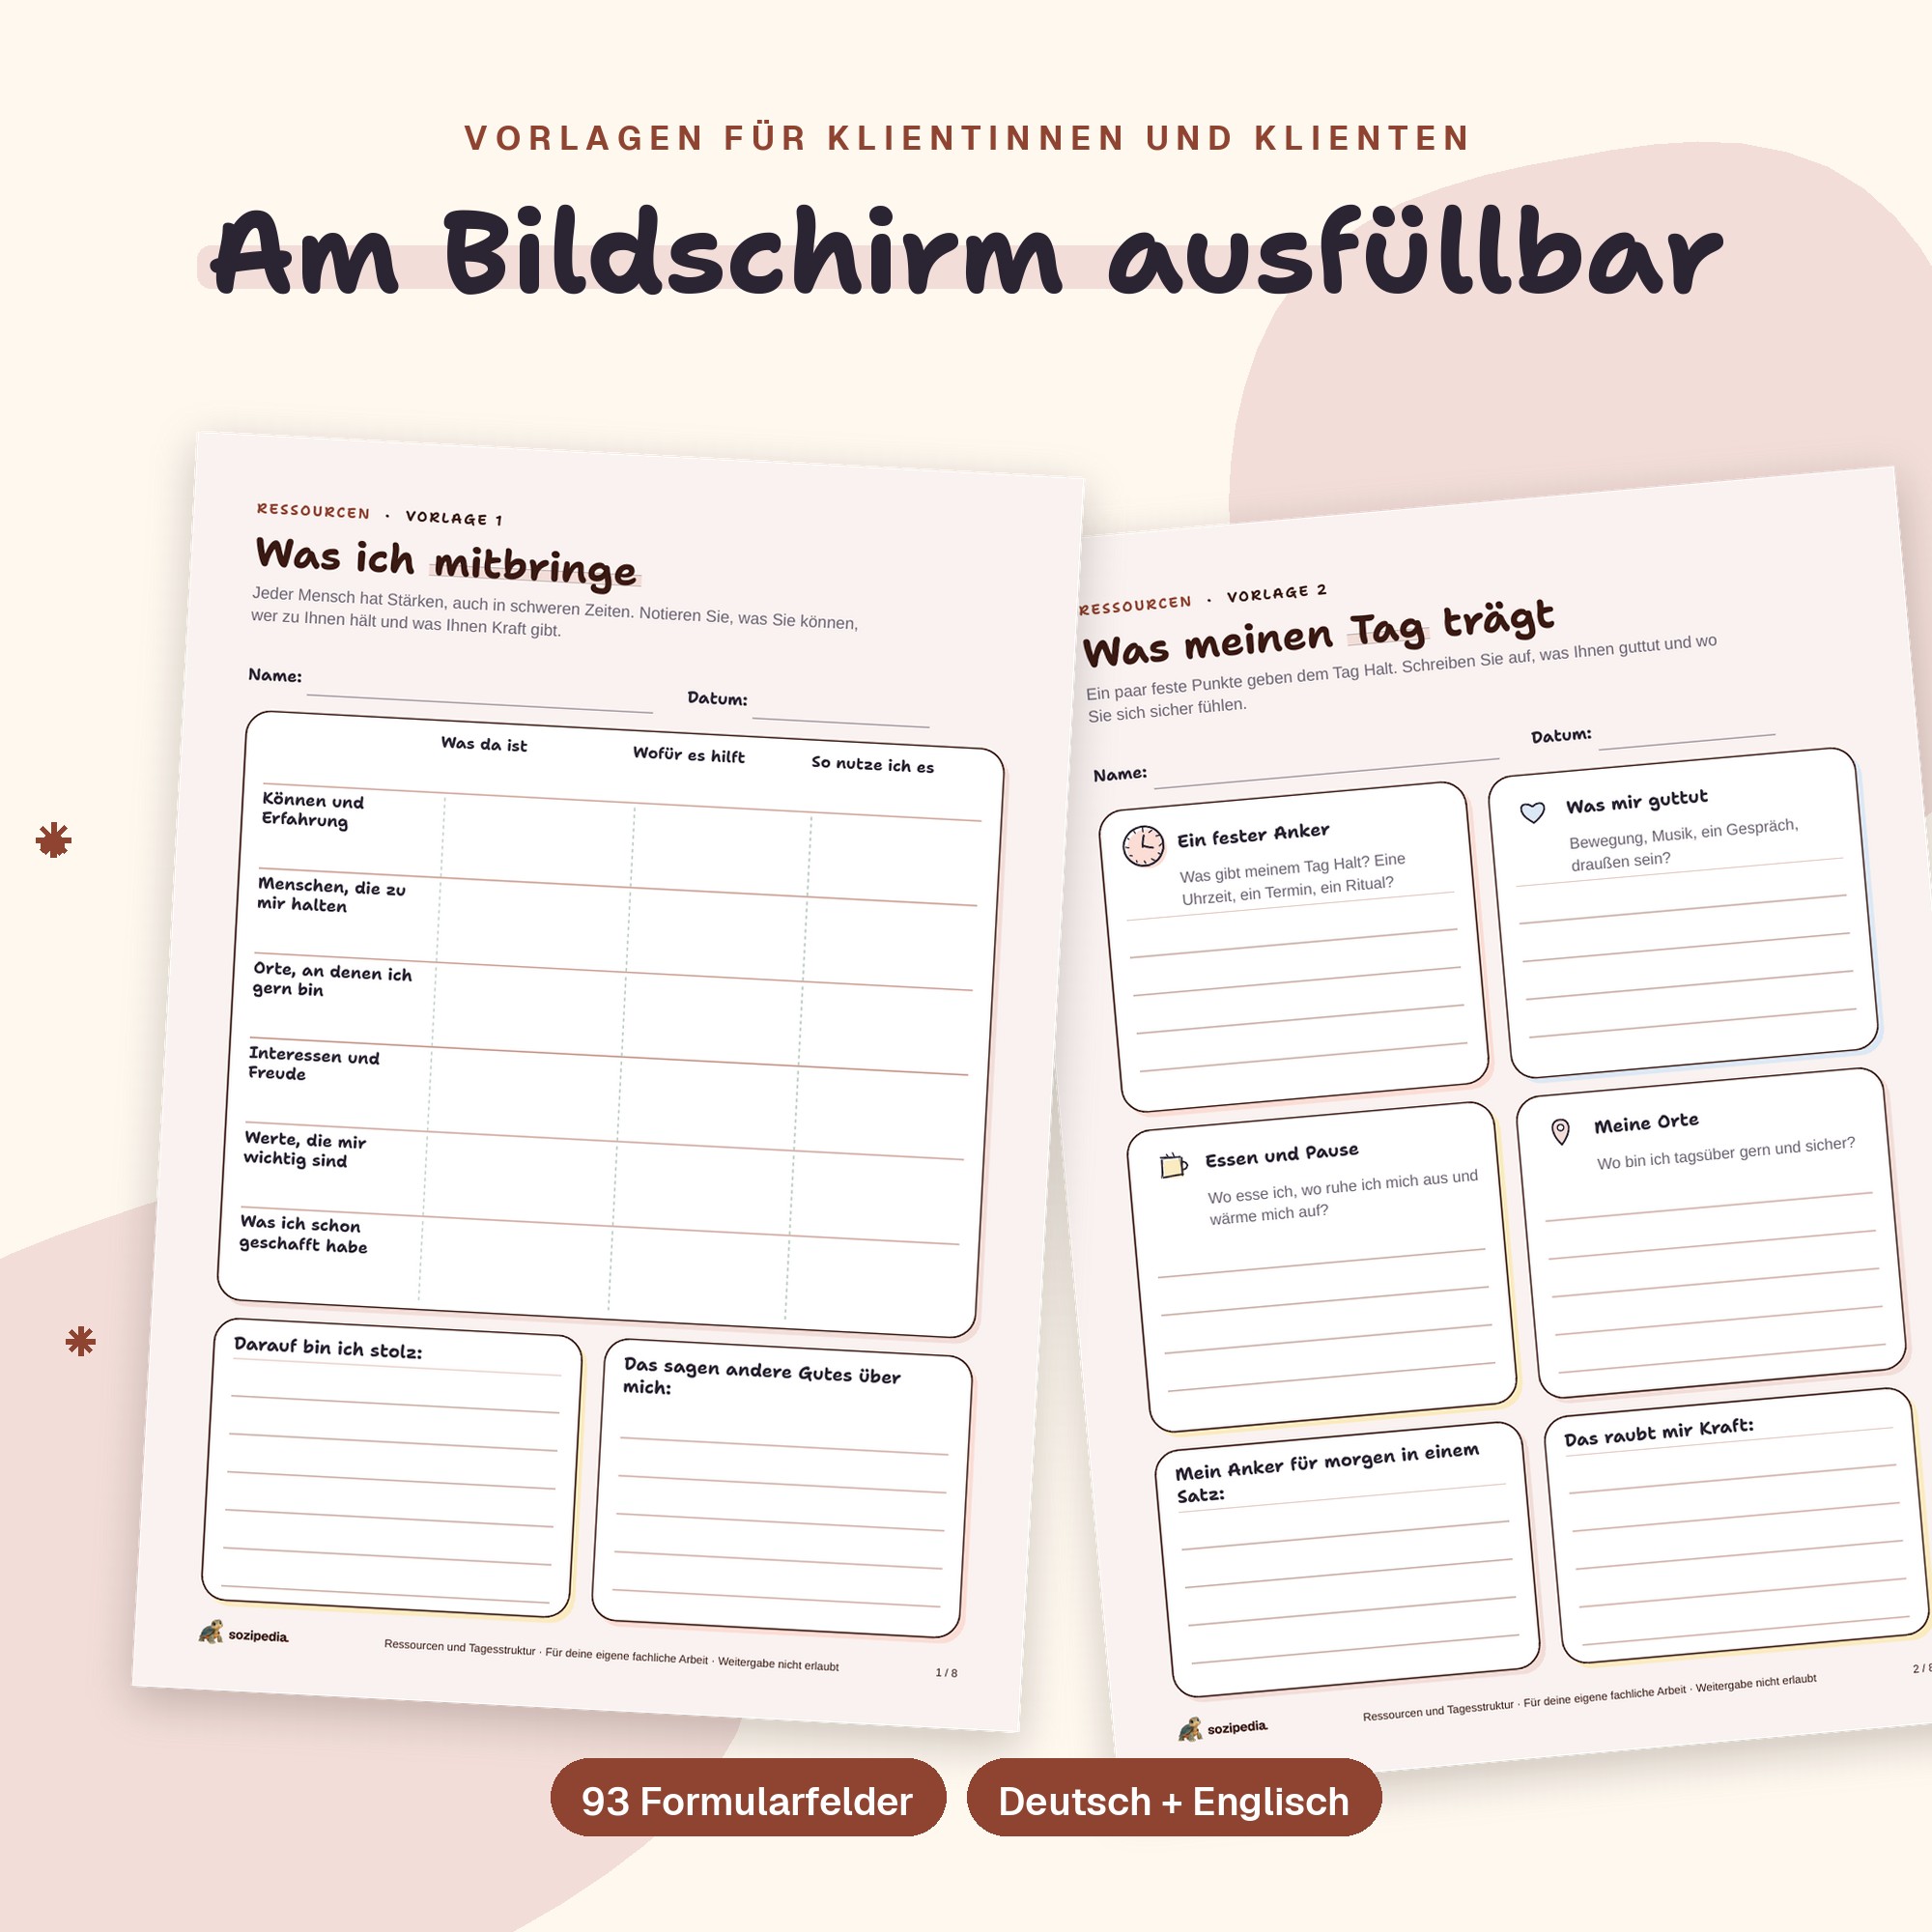 VORLAGEN FÜR KLIENTINNEN UND KLIENTEN
Am Bildschirm ausfüllbar
RESSOURCEN · VORLAGE 1
Was ich mitbringe
Jeder Mensch hat Stärken, auch in schweren Zeiten. Notieren Sie, was Sie können,
wer zu Ihnen hält und was Ihnen Kraft gibt.
Name:
Datum:
Was da ist
Wofür es hilft
So nutze ich es
Können und
Erfahrung
Menschen, die zu
mir halten
Orte, an denen ich
gern bin
Interessen und
Freude
Werte, die mir
wichtig sind
Was ich schon
geschafft habe
Darauf bin ich stolz:
Das sagen andere Gutes über
mich:
sozipedia.
Ressourcen und Tagesstruktur · Für deine eigene fachliche Arbeit · Weitergabe nicht erlaubt
1 / 8
RESSOURCEN · VORLAGE 2
Was meinen Tag trägt
Ein paar feste Punkte geben dem Tag Halt. Schreiben Sie auf, was Ihnen guttut und wo
Sie sich sicher fühlen.
Name:
Datum:
Ein fester Anker
Was gibt meinem Tag Halt? Eine
Uhrzeit, ein Termin, ein Ritual?
Was mir guttut
Bewegung, Musik, ein Gespräch,
draußen sein?
Essen und Pause
Wo esse ich, wo ruhe ich mich aus und
wärme mich auf?
Meine Orte
Wo bin ich tagsüber gern und sicher?
Mein Anker für morgen in einem
Satz:
Das raubt mir Kraft:
sozipedia.
Ressourcen und Tagesstruktur · Für deine eigene fachliche Arbeit · Weitergabe nicht erlaubt
2 / 8
93 Formularfelder
Deutsch + Englisch